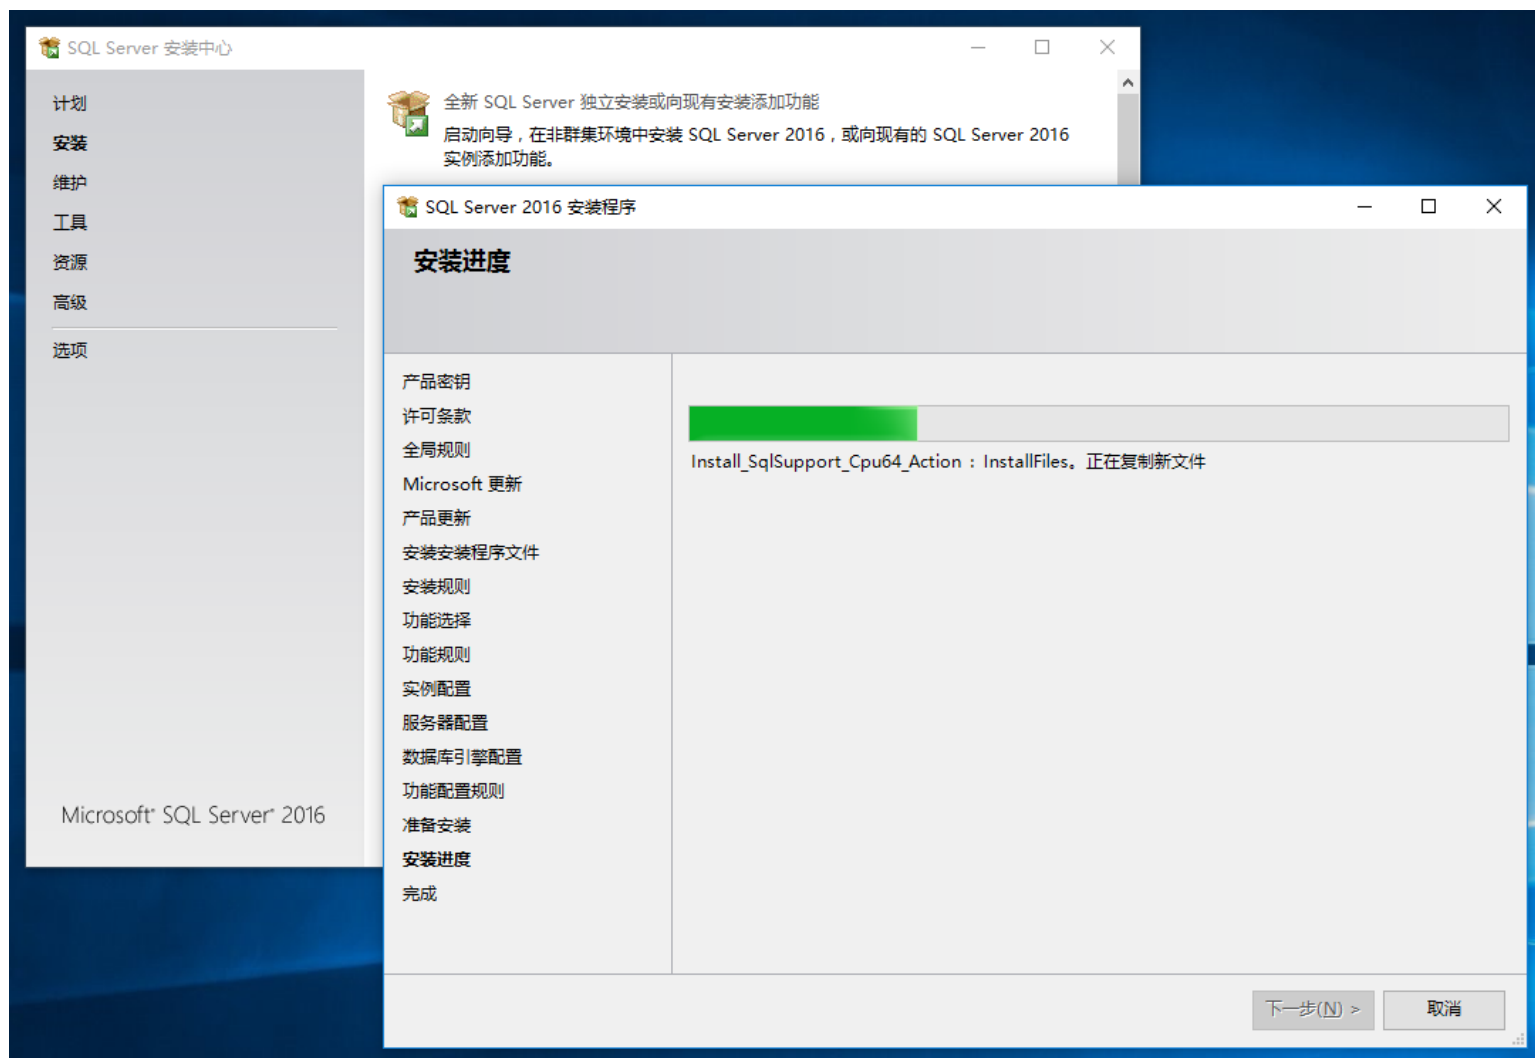 SQL Server 安装中心
计划
安装
维护
工具
资源
高级
选项
Microsoft® SQL Server® 2016
全新 SQL Server 独立安装或向现有安装添加功能
启动向导，在非群集环境中安装 SQL Server 2016，或向现有的 SQL Server 2016
实例添加功能。
SQL Server 2016 安装程序
安装进度
产品密钥
许可条款
全局规则
Microsoft 更新
产品更新
安装安装程序文件
安装规则
功能选择
功能规则
实例配置
服务器配置
数据库引擎配置
功能配置规则
准备安装
安装进度
完成
Install_SqlSupport_Cpu64_Action : InstallFiles。正在复制新文件
下一步(N) >
取消